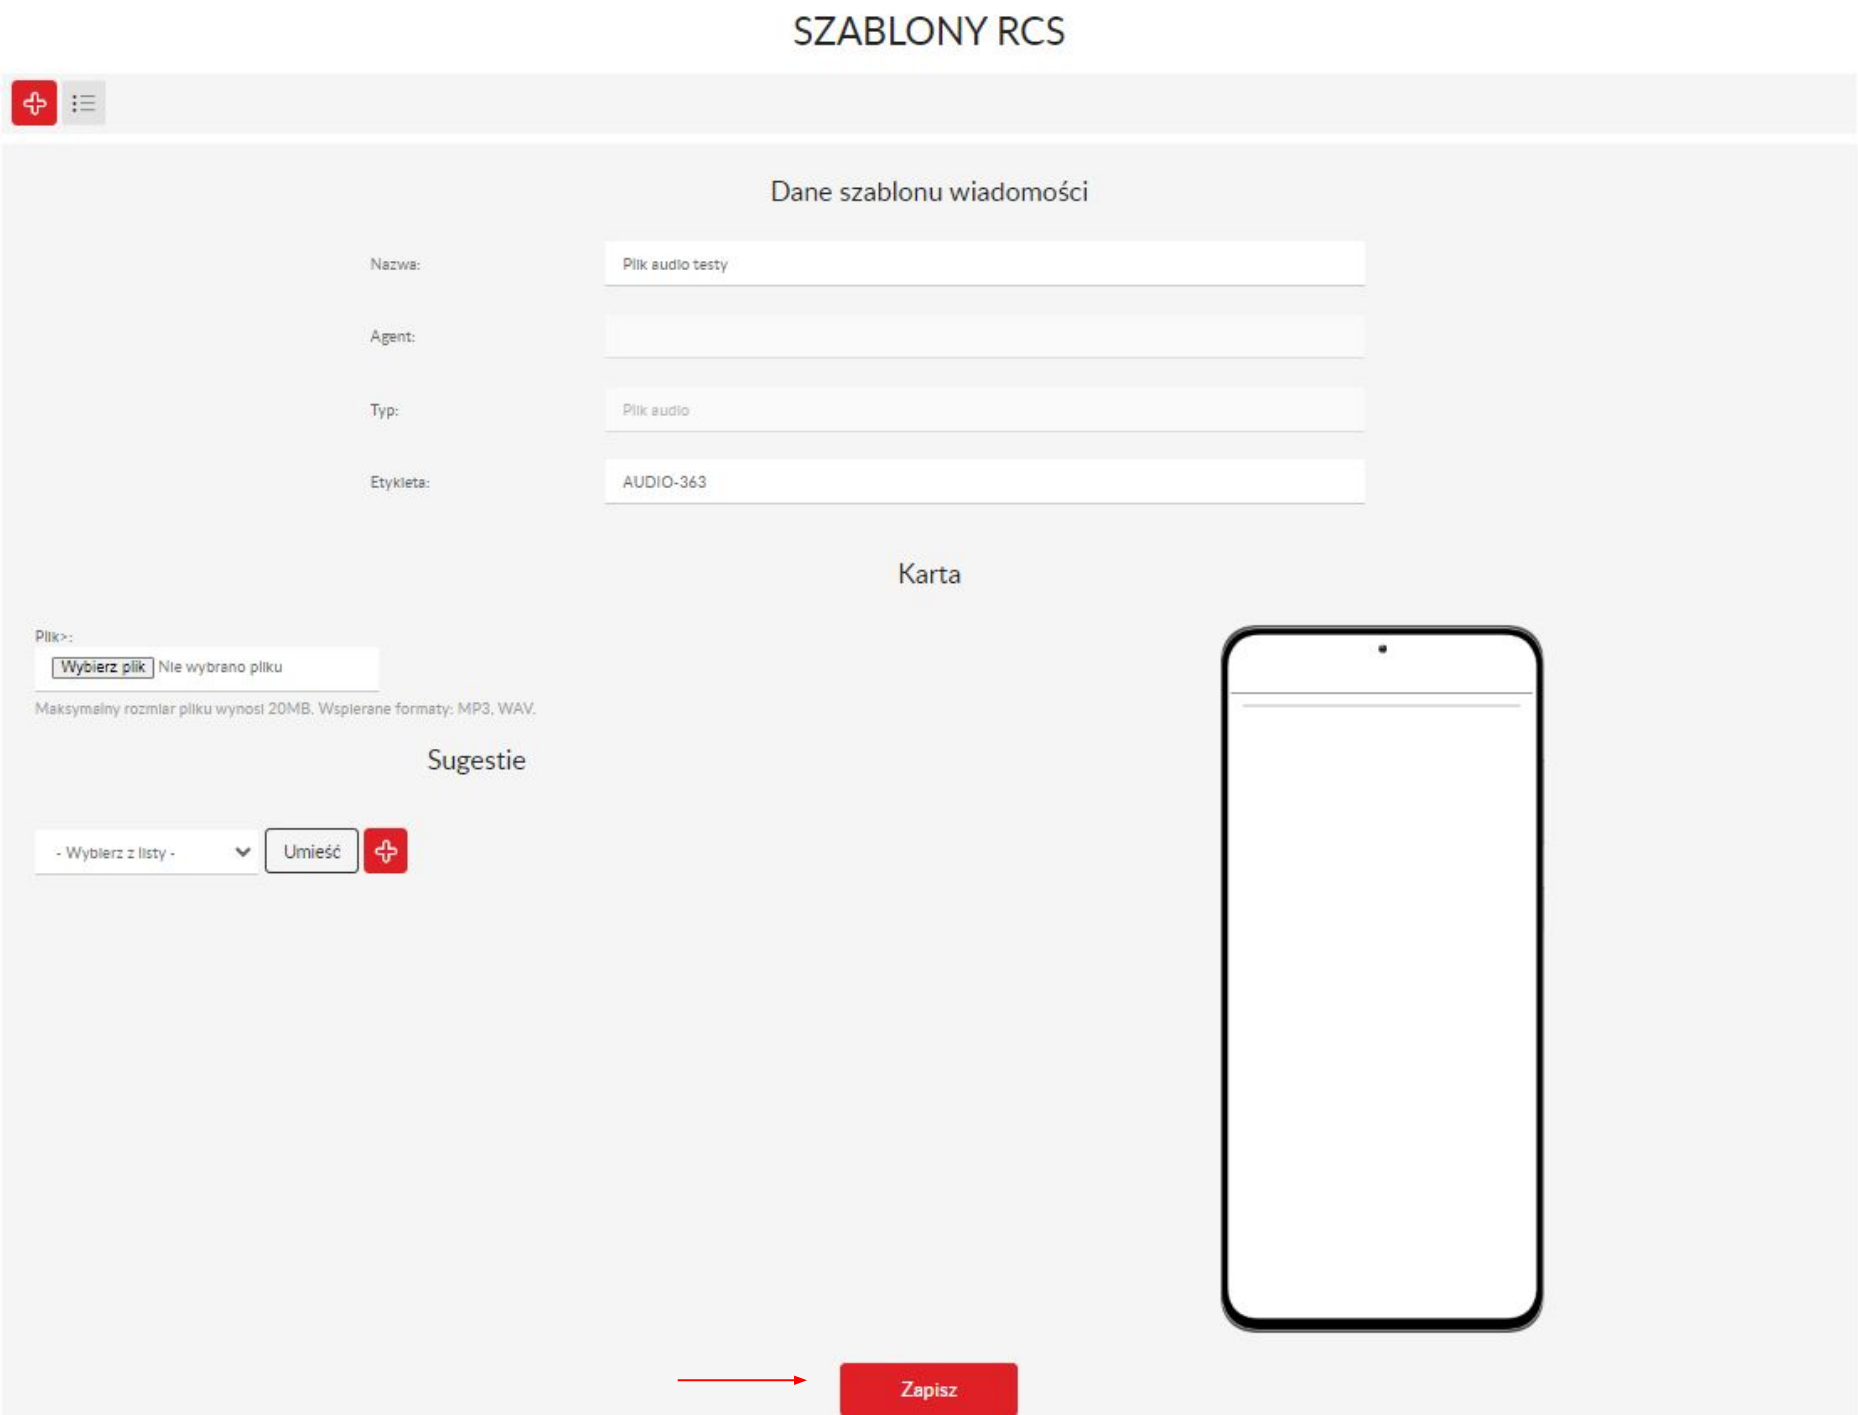 SZABLONY RCS
Dane szablonu wiadomości
Nazwa: Plik audio testy
Agent:
Typ: Plik audio
Etykieta: AUDIO-363
Karta
Plik>:
Wybierz plik Nie wybrano pliku
Maksymalny rozmiar pliku wynosi 20MB. Wspierane formaty: MP3, WAV.
Sugestie
- Wybierz z listy - Umieść
Zapisz